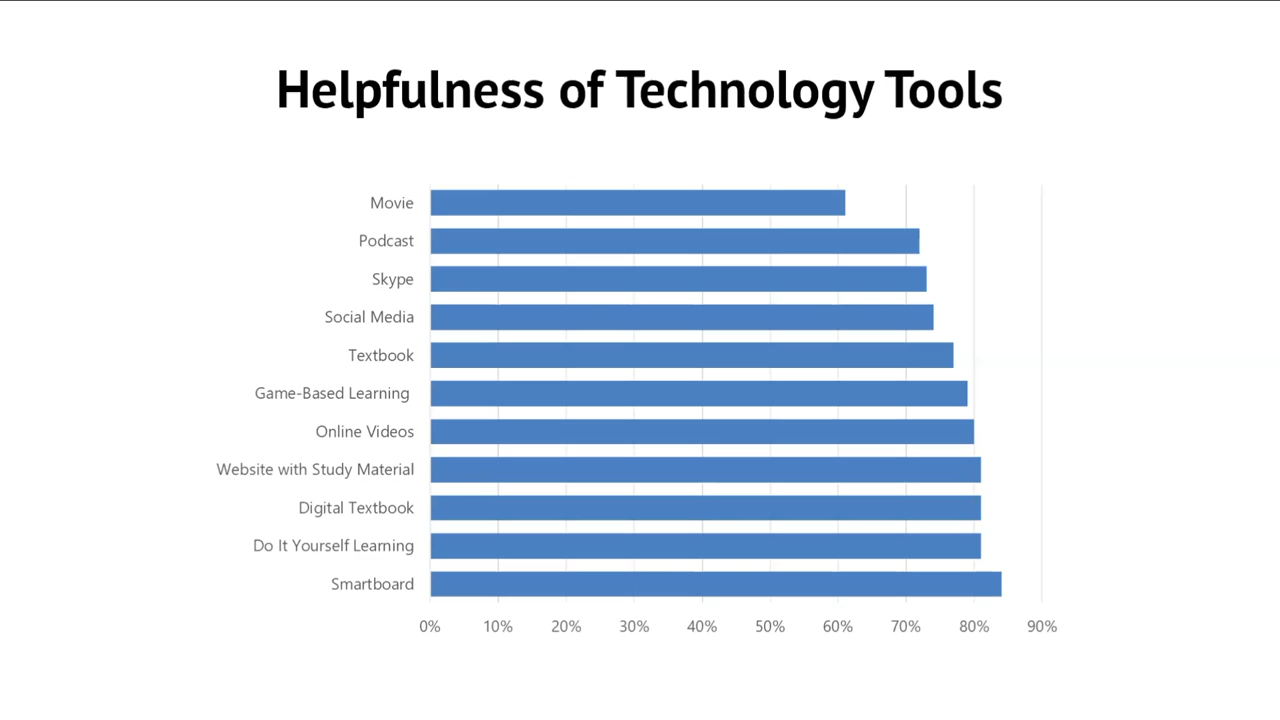 Helpfulness of Technology Tools
Movie
Podcast
Skype
Social Media
Textbook
Game-Based Learning
Online Videos
Website with Study Material
Digital Textbook
Do It Yourself Learning
Smartboard
0% 10% 20% 30% 40% 50% 60% 70% 80% 90%